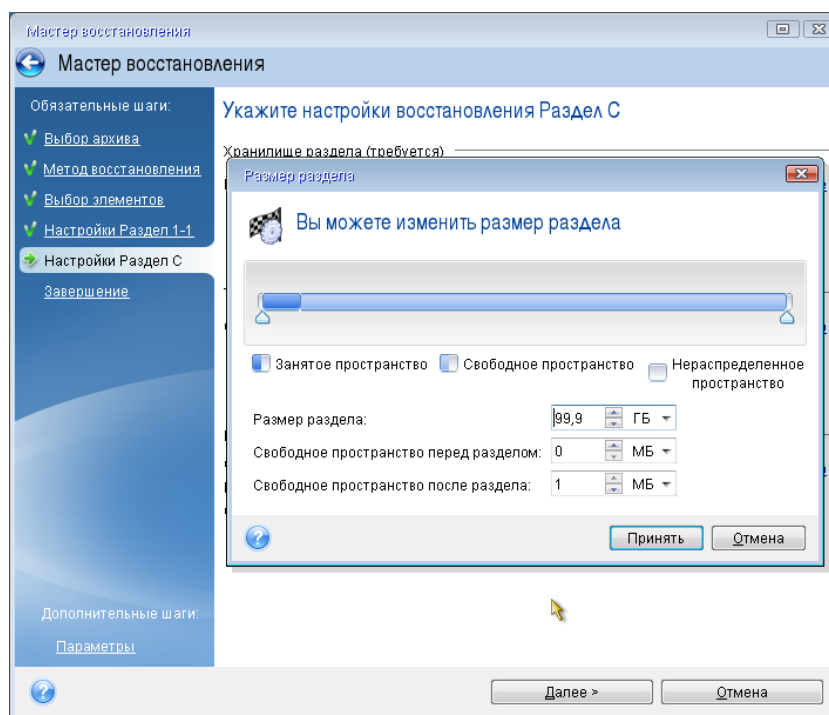 Мастер восстановления
Мастер восстановления
Обязательные шаги:
Выбор архива
Метод восстановления
Выбор элементов
Настройки Раздел 1-1
Настройки Раздел C
Завершение
Дополнительные шаги:
Параметры
Укажите настройки восстановления Раздел C
Хранилище раздела (требуется)
Размер раздела
Вы можете изменить размер раздела
Занятое пространство Свободное пространство Нераспределенное
пространство
Размер раздела: 99,9 ГБ
Свободное пространство перед разделом: 0 МБ
Свободное пространство после раздела: 1 МБ
Принять Отмена
Далее > Отмена